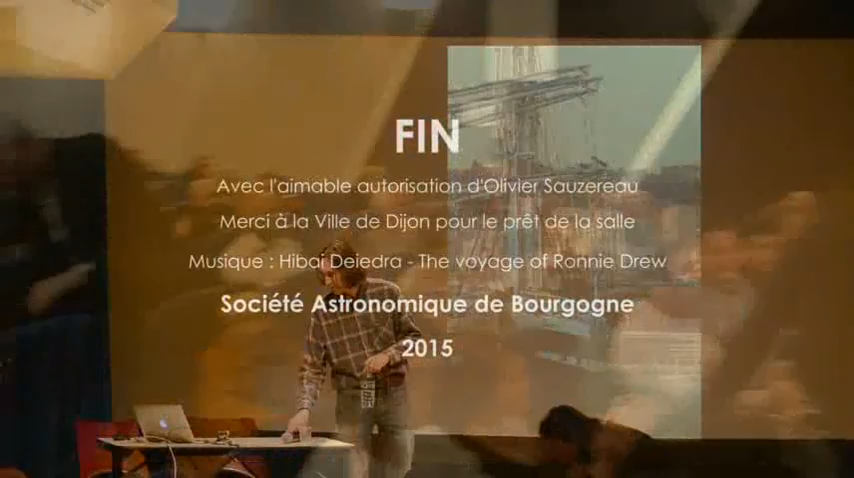 FIN
Avec l'aimable autorisation d'Olivier Sauzereau
Merci à la Ville de Dijon pour le prêt de la salle
Musique : Hibai Deiedra - The voyage of Ronnie Drew
Société Astronomique de Bourgogne
2015